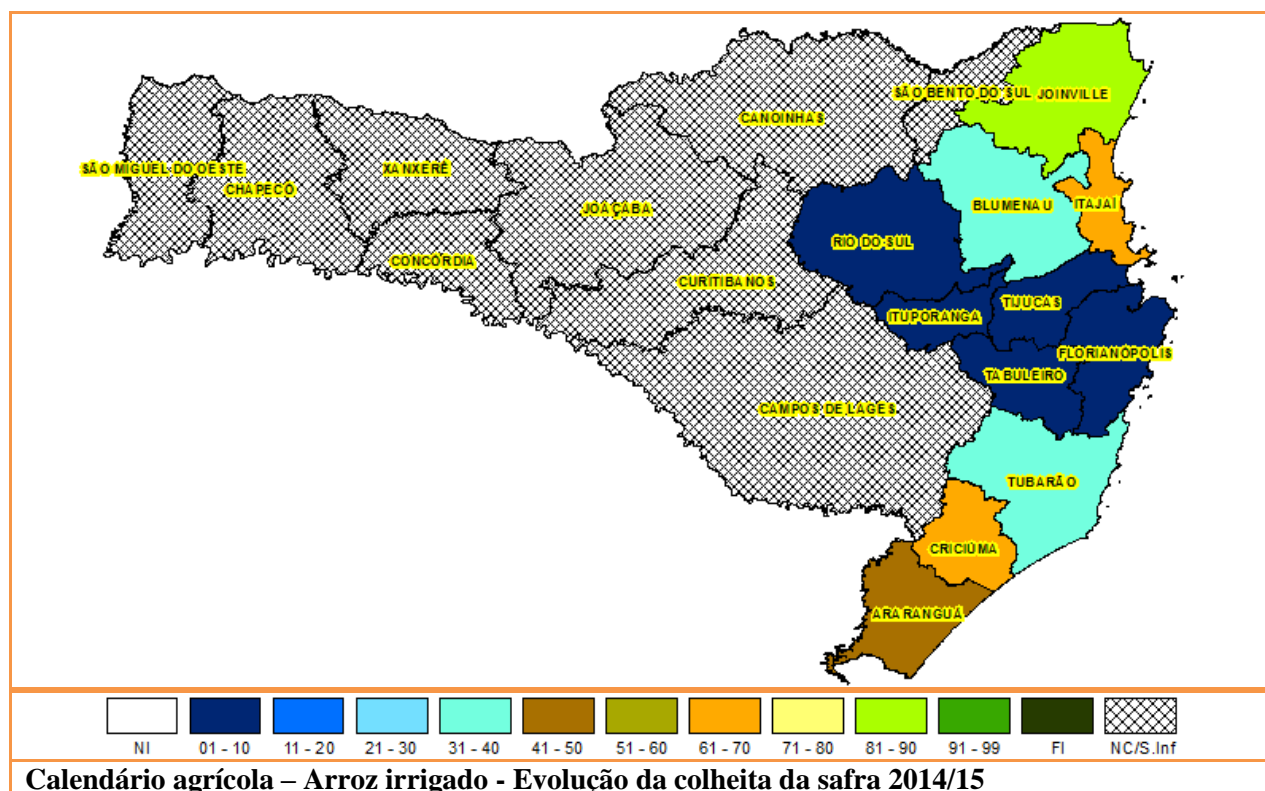 CANOINHAS
SÃO BENTO DO SUL
JOINVILLE
SÃO MIGUEL DO OESTE
CHAPECÓ
XANXERÊ
JOAÇABA
BLUMENAU
ITAJAÍ
RIO DO SUL
CONCÓRDIA
CURITIBANOS
ITUPORANGA
TIJUCAS
FLORIANÓPOLIS
TABULEIRO
CAMPOS DE LAGES
TUBARÃO
CRICIÚMA
ARARANGUÁ
NI 01 - 10 11 - 20 21 - 30 31 - 40 41 - 50 51 - 60 61 - 70 71 - 80 81 - 90 91 - 99 FI NC/S.Inf
Calendário agrícola – Arroz irrigado - Evolução da colheita da safra 2014/15